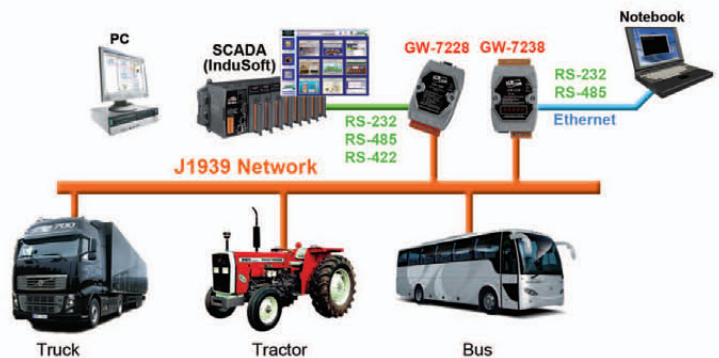 PC
SCADA
(InduSoft)
GW-7228
GW-7238
Notebook
RS-232
RS-485
RS-422
RS-232
RS-485
Ethernet
J1939 Network
700
Truck
Tractor
Bus